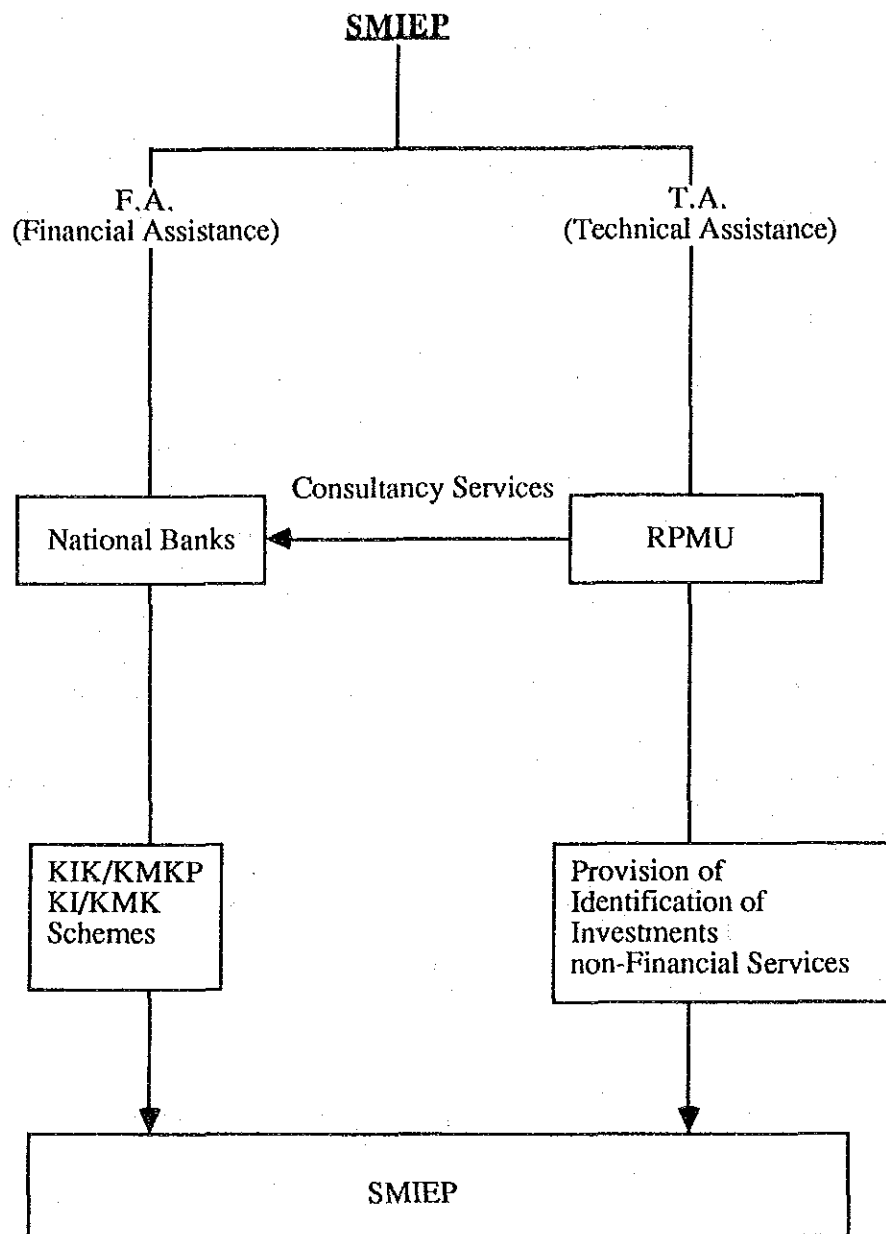 SMIEP
F.A.
(Financial Assistance)
T.A.
(Technical Assistance)
Consultancy Services
National Banks
RPMU
KIK/KMKP
KI/KMK
Schemes
Provision of
Identification of
Investments
non-Financial Services
SMIEP